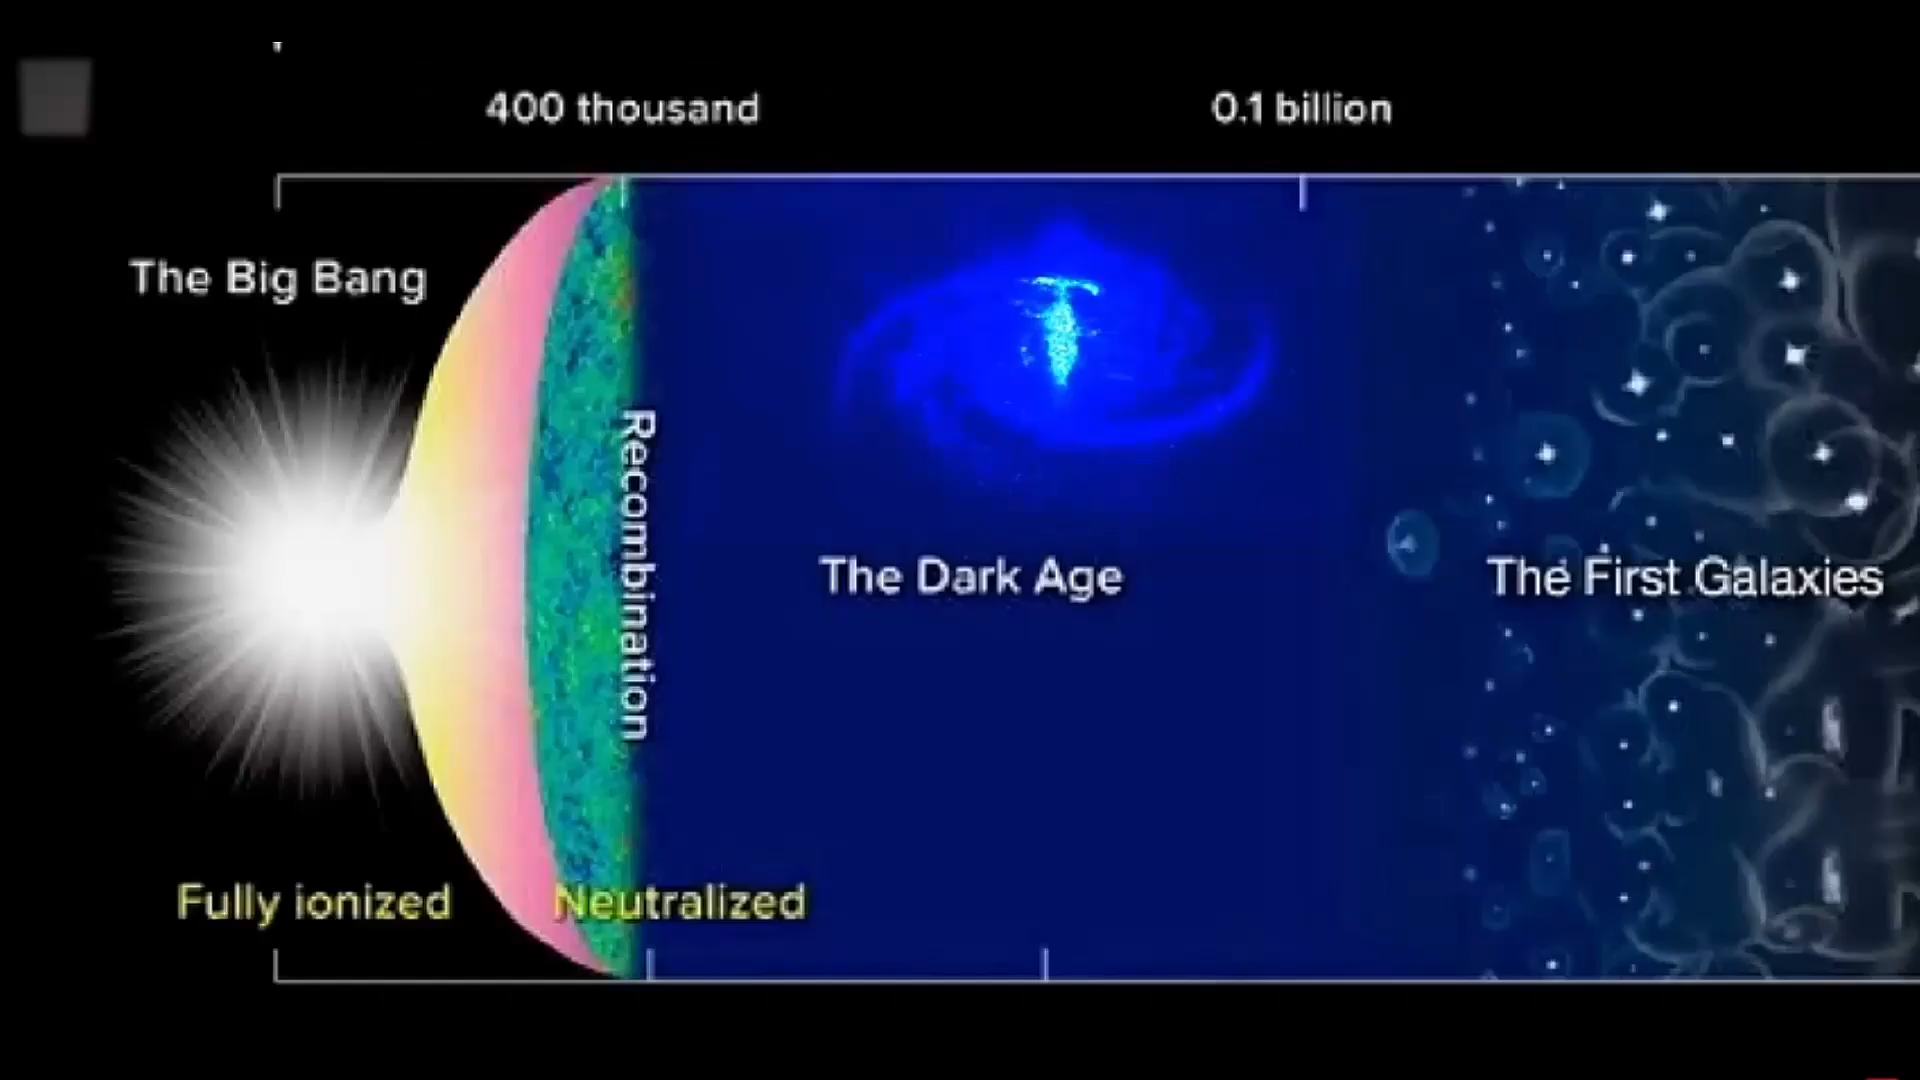 400 thousand
0.1 billion
The Big Bang
Recombination
The Dark Age
The First Galaxies
Fully ionized
Neutralized